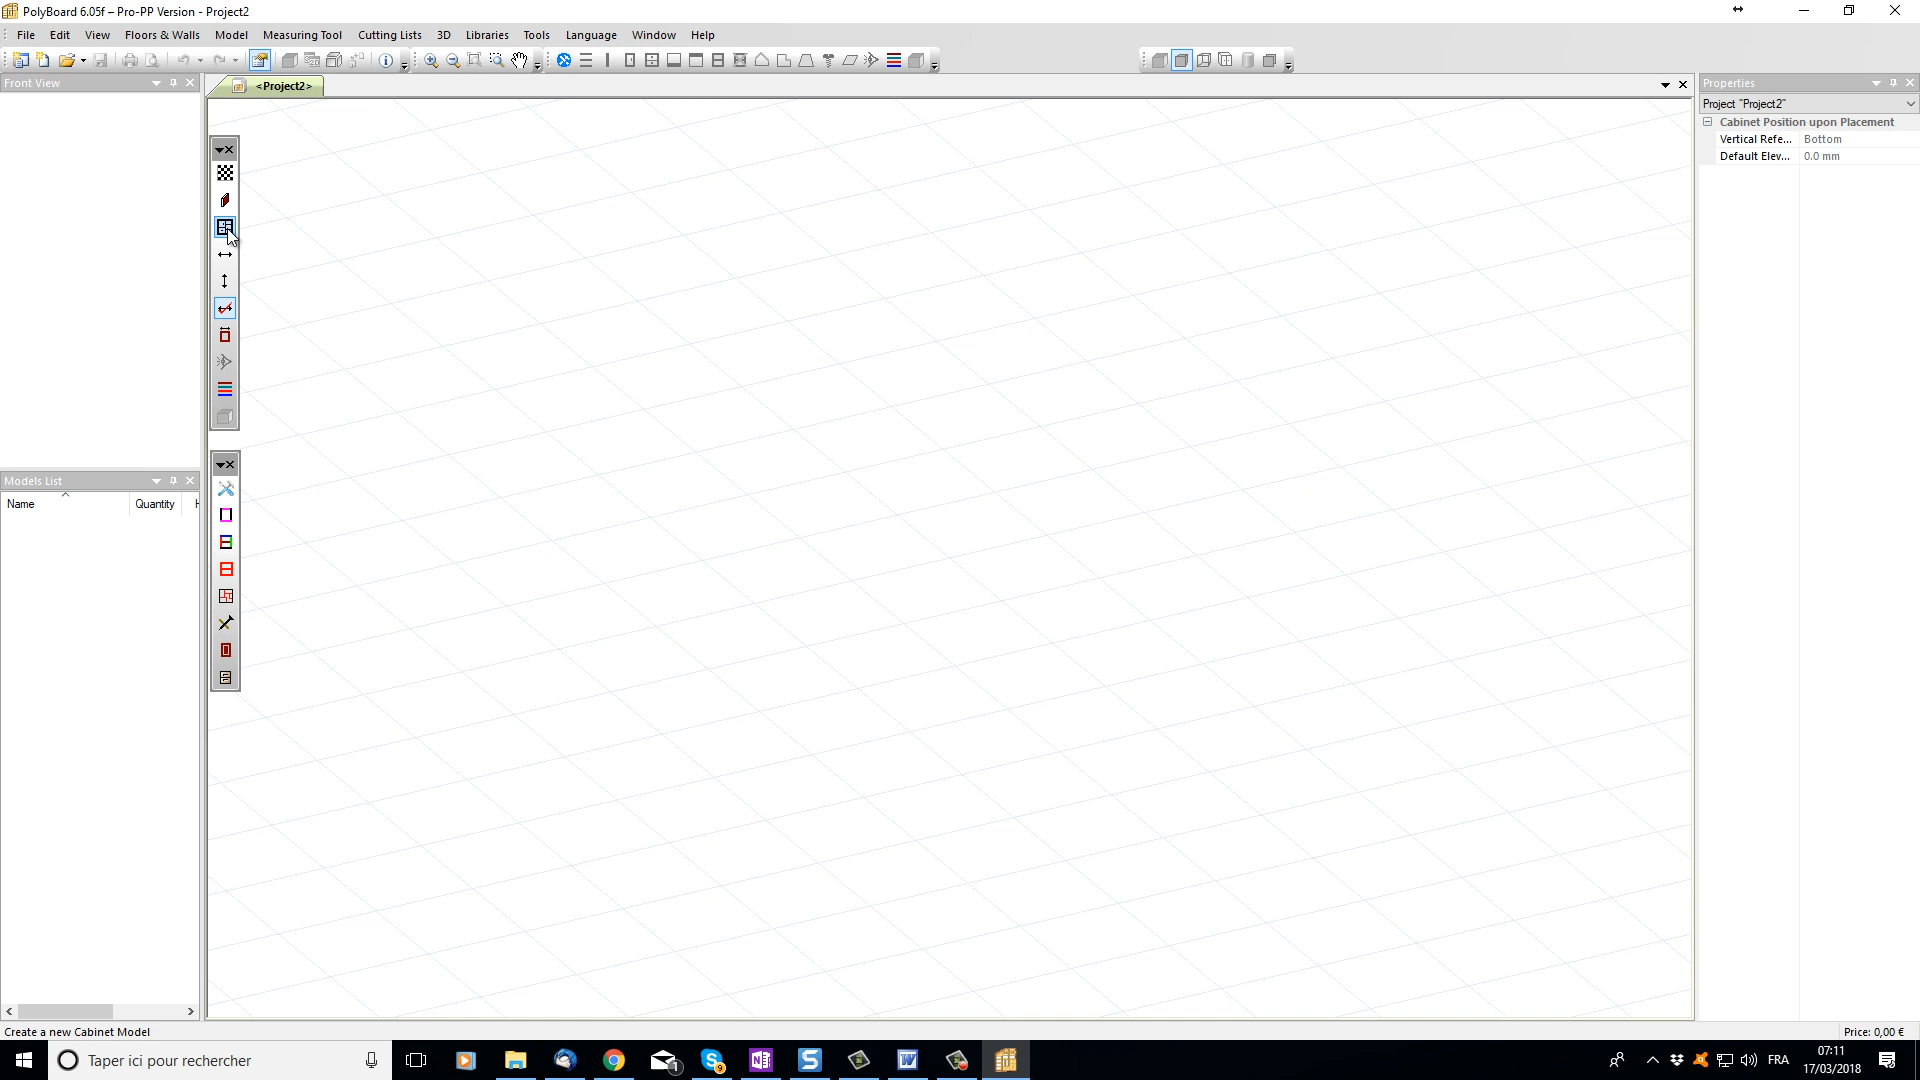 PolyBoard 6.05f – Pro-PP Version - Project2
File Edit View Floors & Walls Model Measuring Tool Cutting Lists 3D Libraries Tools Language Window Help
Front View
<Project2>
Properties
Project "Project2"
Cabinet Position upon Placement
Vertical Refe... Bottom
Default Elev... 0.0 mm
Models List
Name Quantity
Create a new Cabinet Model
Price: 0,00 €
Taper ici pour rechercher
1
9
FRA
07:11
17/03/2018